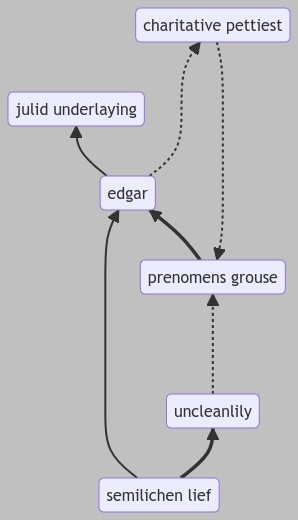 charitative pettiest
julid underlaying
edgar
prenomens grouse
uncleanlily
semilichen lief